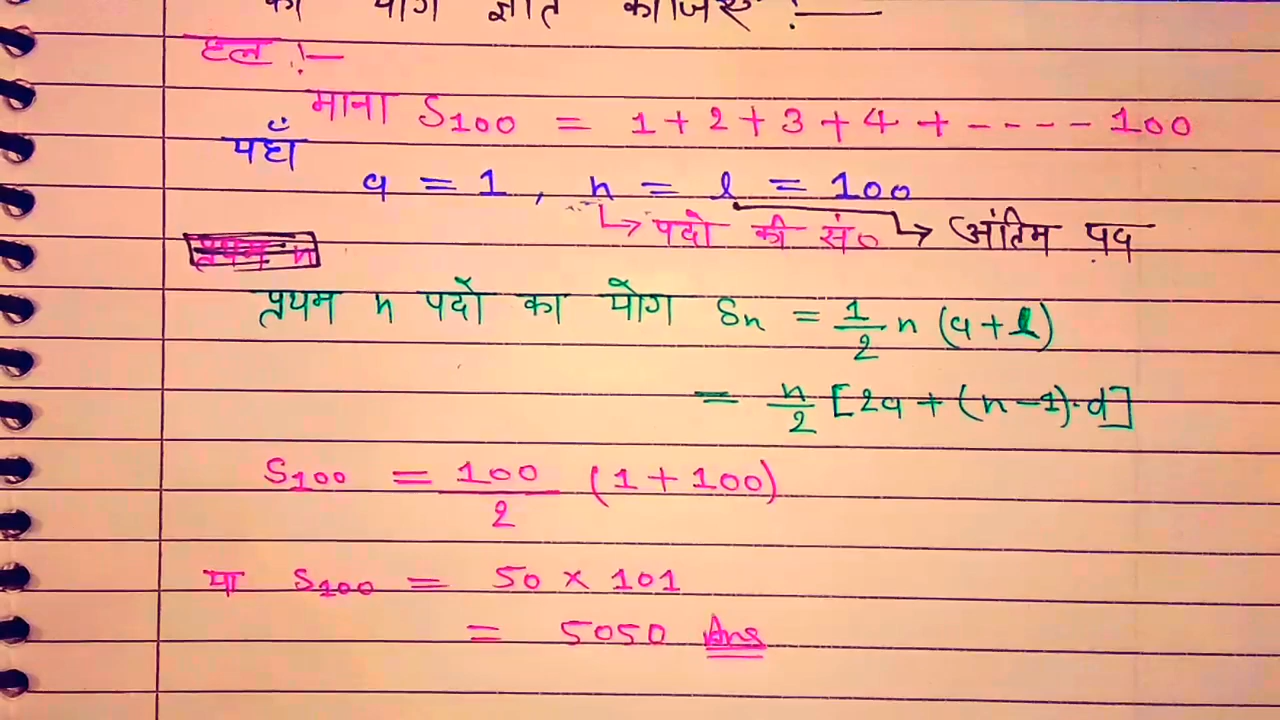 का योग ज्ञात कीजिए :—
हल :—
माना S₁₀₀ = 1 + 2 + 3 + 4 + - - - - 100
यहाँ
a = 1 , n = l = 100
↳ पदो की सं० ↳ अंतिम पद
प्रथम n
प्रथम n पदों का योग Sn = 1/2 n (a + l)
= n/2 [2a + (n-1)·d]
S₁₀₀ = 100/2 (1 + 100)
या S₁₀₀ = 50 × 101
= 5050 Ans